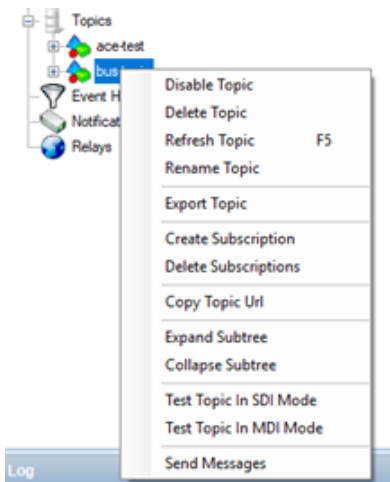 Topics
ace-test
bus
Event H
Notificat
Relays
Disable Topic
Delete Topic
Refresh Topic F5
Rename Topic
Export Topic
Create Subscription
Delete Subscriptions
Copy Topic Url
Expand Subtree
Collapse Subtree
Test Topic In SDI Mode
Test Topic In MDI Mode
Send Messages
Log